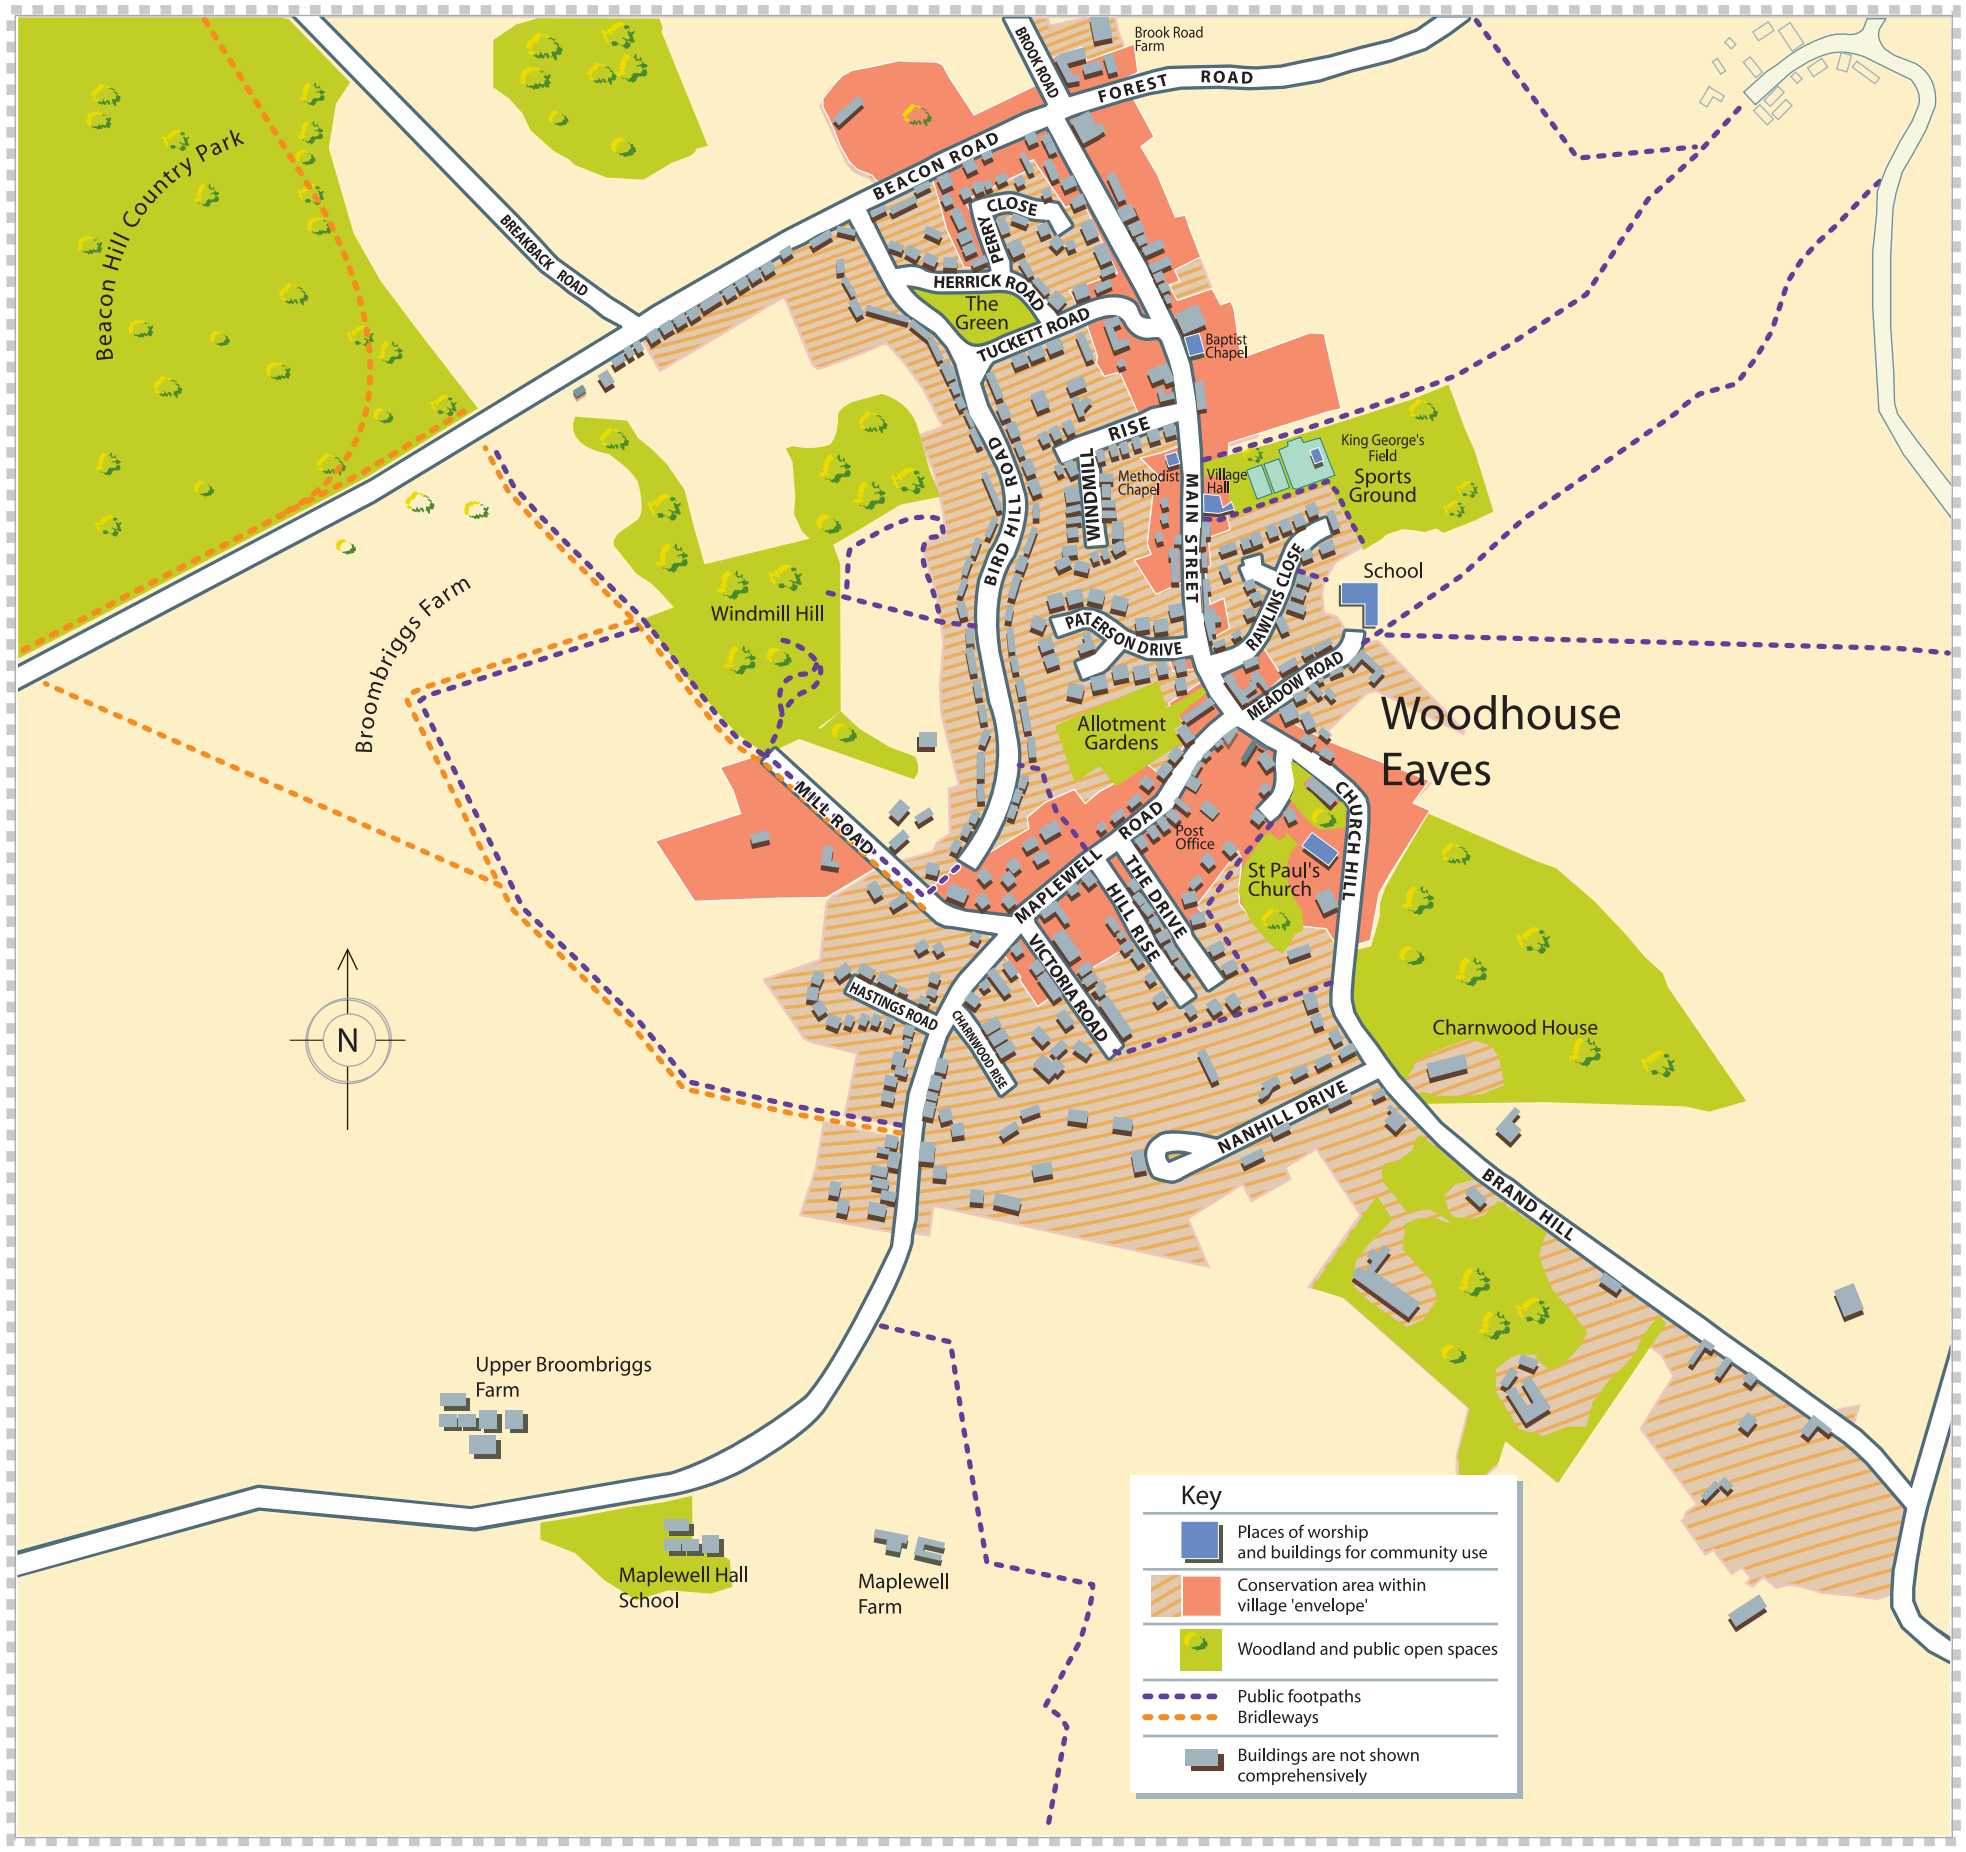 BROOK ROAD
Brook Road
Farm
FOREST ROAD
BEACON ROAD
Beacon Hill Country Park
BREAKBACK ROAD
PERRY CLOSE
HERRICK ROAD
The
Green
TUCKETT ROAD
Baptist
Chapel
BIRD HILL ROAD
WINDMILL RISE
Methodist
Chapel
Village
Hall
King George's
Field
Sports
Ground
MAIN STREET
RAWLINS CLOSE
School
Broombriggs Farm
Windmill Hill
PATERSON DRIVE
MEADOW ROAD
Woodhouse
Eaves
Allotment
Gardens
MILL ROAD
MAPLEWELL ROAD
Post
Office
CHURCH HILL
St Paul's
Church
THE DRIVE
HILL RISE
VICTORIA ROAD
HASTINGS ROAD
CHARNWOOD RISE
N
Charnwood House
NANHILL DRIVE
BRAND HILL
Upper Broombriggs
Farm
Maplewell Hall
School
Maplewell
Farm
Key
Places of worship
and buildings for community use
Conservation area within
village 'envelope'
Woodland and public open spaces
Public footpaths
Bridleways
Buildings are not shown
comprehensively